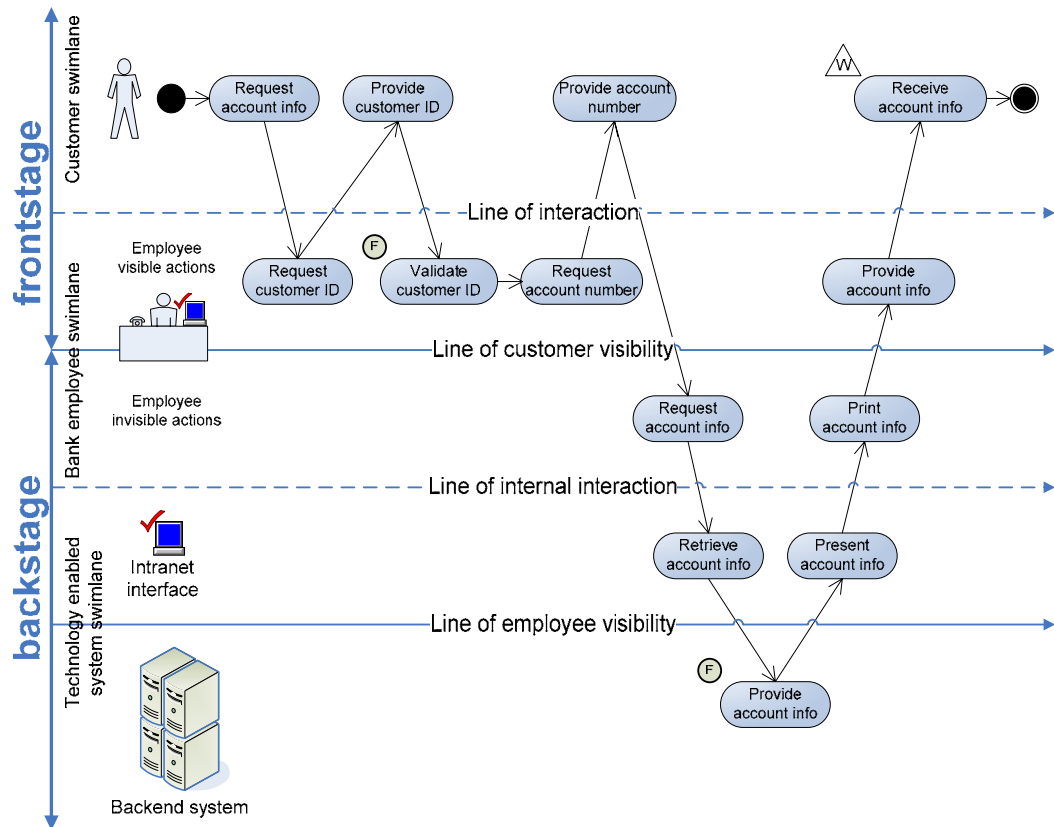 frontstage
Customer swimlane
Request
account info
Provide
customer ID
Provide account
number
W
Receive
account info
Line of interaction
Bank employee swimlane
Employee
visible actions
Request
customer ID
F
Validate
customer ID
Request
account number
Provide
account info
Line of customer visibility
backstage
Employee
invisible actions
Request
account info
Print
account info
Line of internal interaction
Technology enabled
system swimlane
Intranet
interface
Retrieve
account info
Present
account info
Line of employee visibility
F
Provide
account info
Backend system